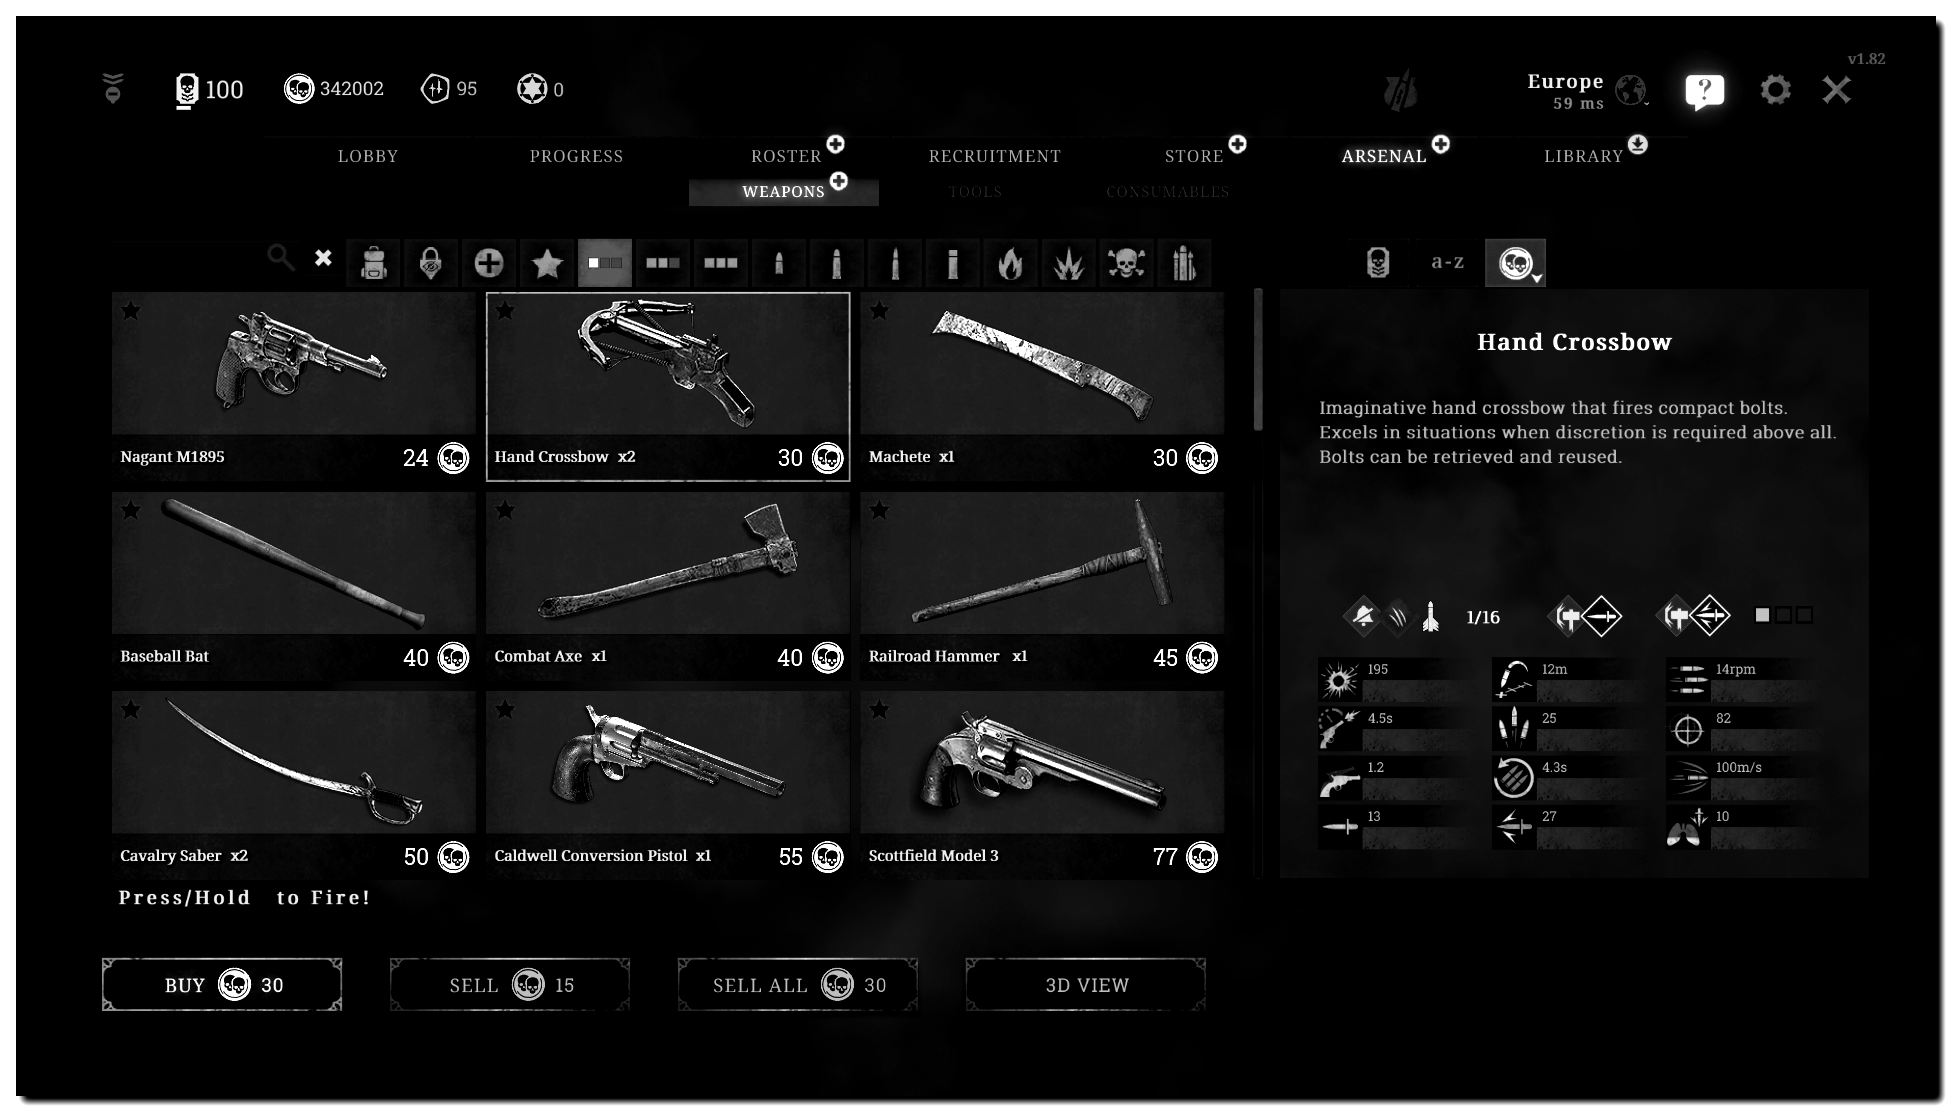 v1.82
100
342002
95
0
Europe
59 ms
?
LOBBY
PROGRESS
ROSTER
RECRUITMENT
STORE
ARSENAL
LIBRARY
WEAPONS
TOOLS
CONSUMABLES
a-z
Nagant M1895
24
Hand Crossbow x2
30
Machete x1
30
Baseball Bat
40
Combat Axe x1
40
Railroad Hammer x1
45
Cavalry Saber x2
50
Caldwell Conversion Pistol x1
55
Scottfield Model 3
77
Press/Hold to Fire!
BUY 30
SELL 15
SELL ALL 30
3D VIEW
Hand Crossbow
Imaginative hand crossbow that fires compact bolts.
Excels in situations when discretion is required above all.
Bolts can be retrieved and reused.
1/16
195
12m
14rpm
4.5s
25
82
1.2
4.3s
100m/s
13
27
10